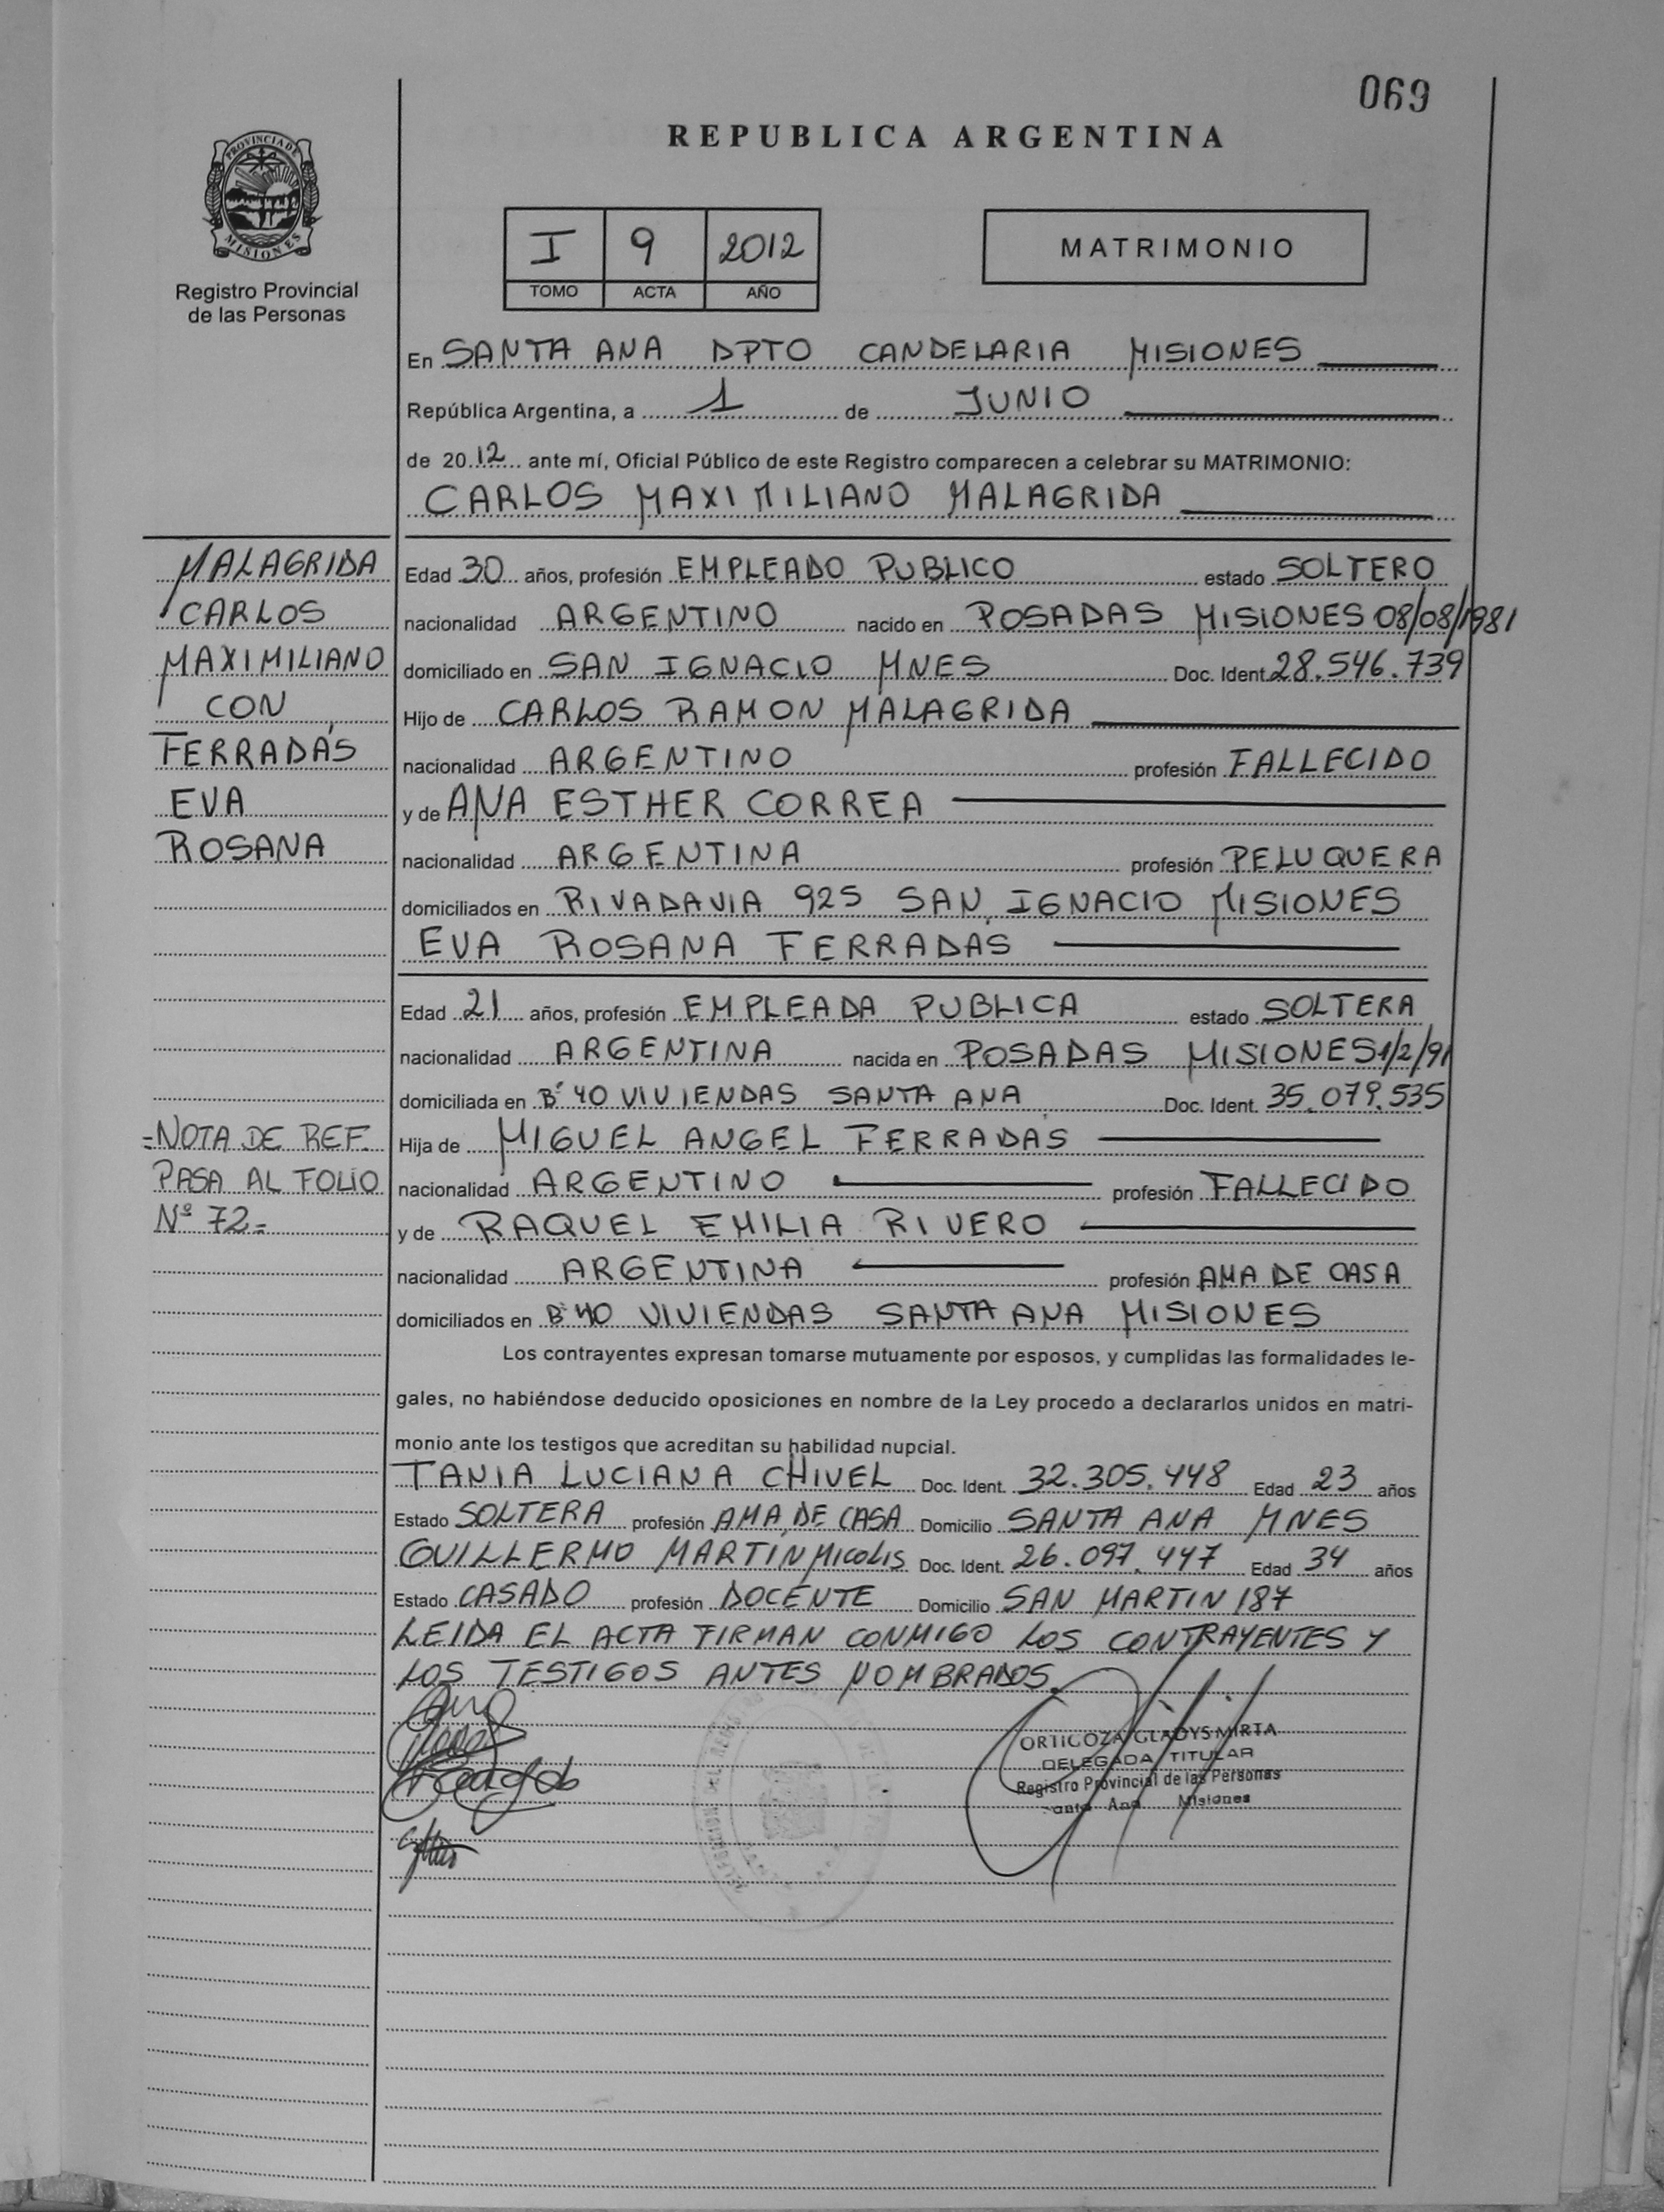 069
REPUBLICA ARGENTINA
PROVINCIA DE
MISIONES
Registro Provincial
de las Personas
I 9 2012
TOMO ACTA AÑO
MATRIMONIO
En SANTA ANA DPTO CANDELARIA MISIONES
República Argentina, a 1 de JUNIO
de 2012 ante mí, Oficial Público de este Registro comparecen a celebrar su MATRIMONIO:
CARLOS MAXIMILIANO MALAGRIDA
MALAGRIDA
CARLOS
MAXIMILIANO
CON
FERRADÁS
EVA
ROSANA
Edad 30 años, profesión EMPLEADO PUBLICO estado SOLTERO
nacionalidad ARGENTINO nacido en POSADAS MISIONES 08/08/1981
domiciliado en SAN IGNACIO MNES Doc. Ident. 28.546.739
Hijo de CARLOS RAMON MALAGRIDA
nacionalidad ARGENTINO profesión FALLECIDO
y de ANA ESTHER CORREA
nacionalidad ARGENTINA profesión PELUQUERA
domiciliados en RIVADAVIA 925 SAN IGNACIO MISIONES
EVA ROSANA FERRADAS
Edad 21 años, profesión EMPLEADA PUBLICA estado SOLTERA
nacionalidad ARGENTINA nacida en POSADAS MISIONES 1/2/91
domiciliada en Bº 40 VIVIENDAS SANTA ANA Doc. Ident. 35.079.535
Hija de MIGUEL ANGEL FERRADAS
nacionalidad ARGENTINO profesión FALLECIDO
y de RAQUEL EMILIA RIVERO
nacionalidad ARGENTINA profesión AMA DE CASA
domiciliados en Bº 40 VIVIENDAS SANTA ANA MISIONES
=NOTA DE REF.
PASA AL FOLIO
Nº 72=
Los contrayentes expresan tomarse mutuamente por esposos, y cumplidas las formalidades le-
gales, no habiéndose deducido oposiciones en nombre de la Ley procedo a declararlos unidos en matri-
monio ante los testigos que acreditan su habilidad nupcial.
TANIA LUCIANA CHIVEL Doc. Ident. 32.305.448 Edad 23 años
Estado SOLTERA profesión AMA DE CASA Domicilio SANTA ANA MNES
GUILLERMO MARTIN MICOLIS Doc. Ident. 26.097.447 Edad 34 años
Estado CASADO profesión DOCENTE Domicilio SAN MARTIN 187
LEIDA EL ACTA FIRMAN CONMIGO LOS CONTRAYENTES Y
LOS TESTIGOS ANTES NOMBRADOS.
ORTIGOZA GLADYS MIRTA
DELEGADA TITULAR
Registro Provincial de las Personas
Ana Misiones